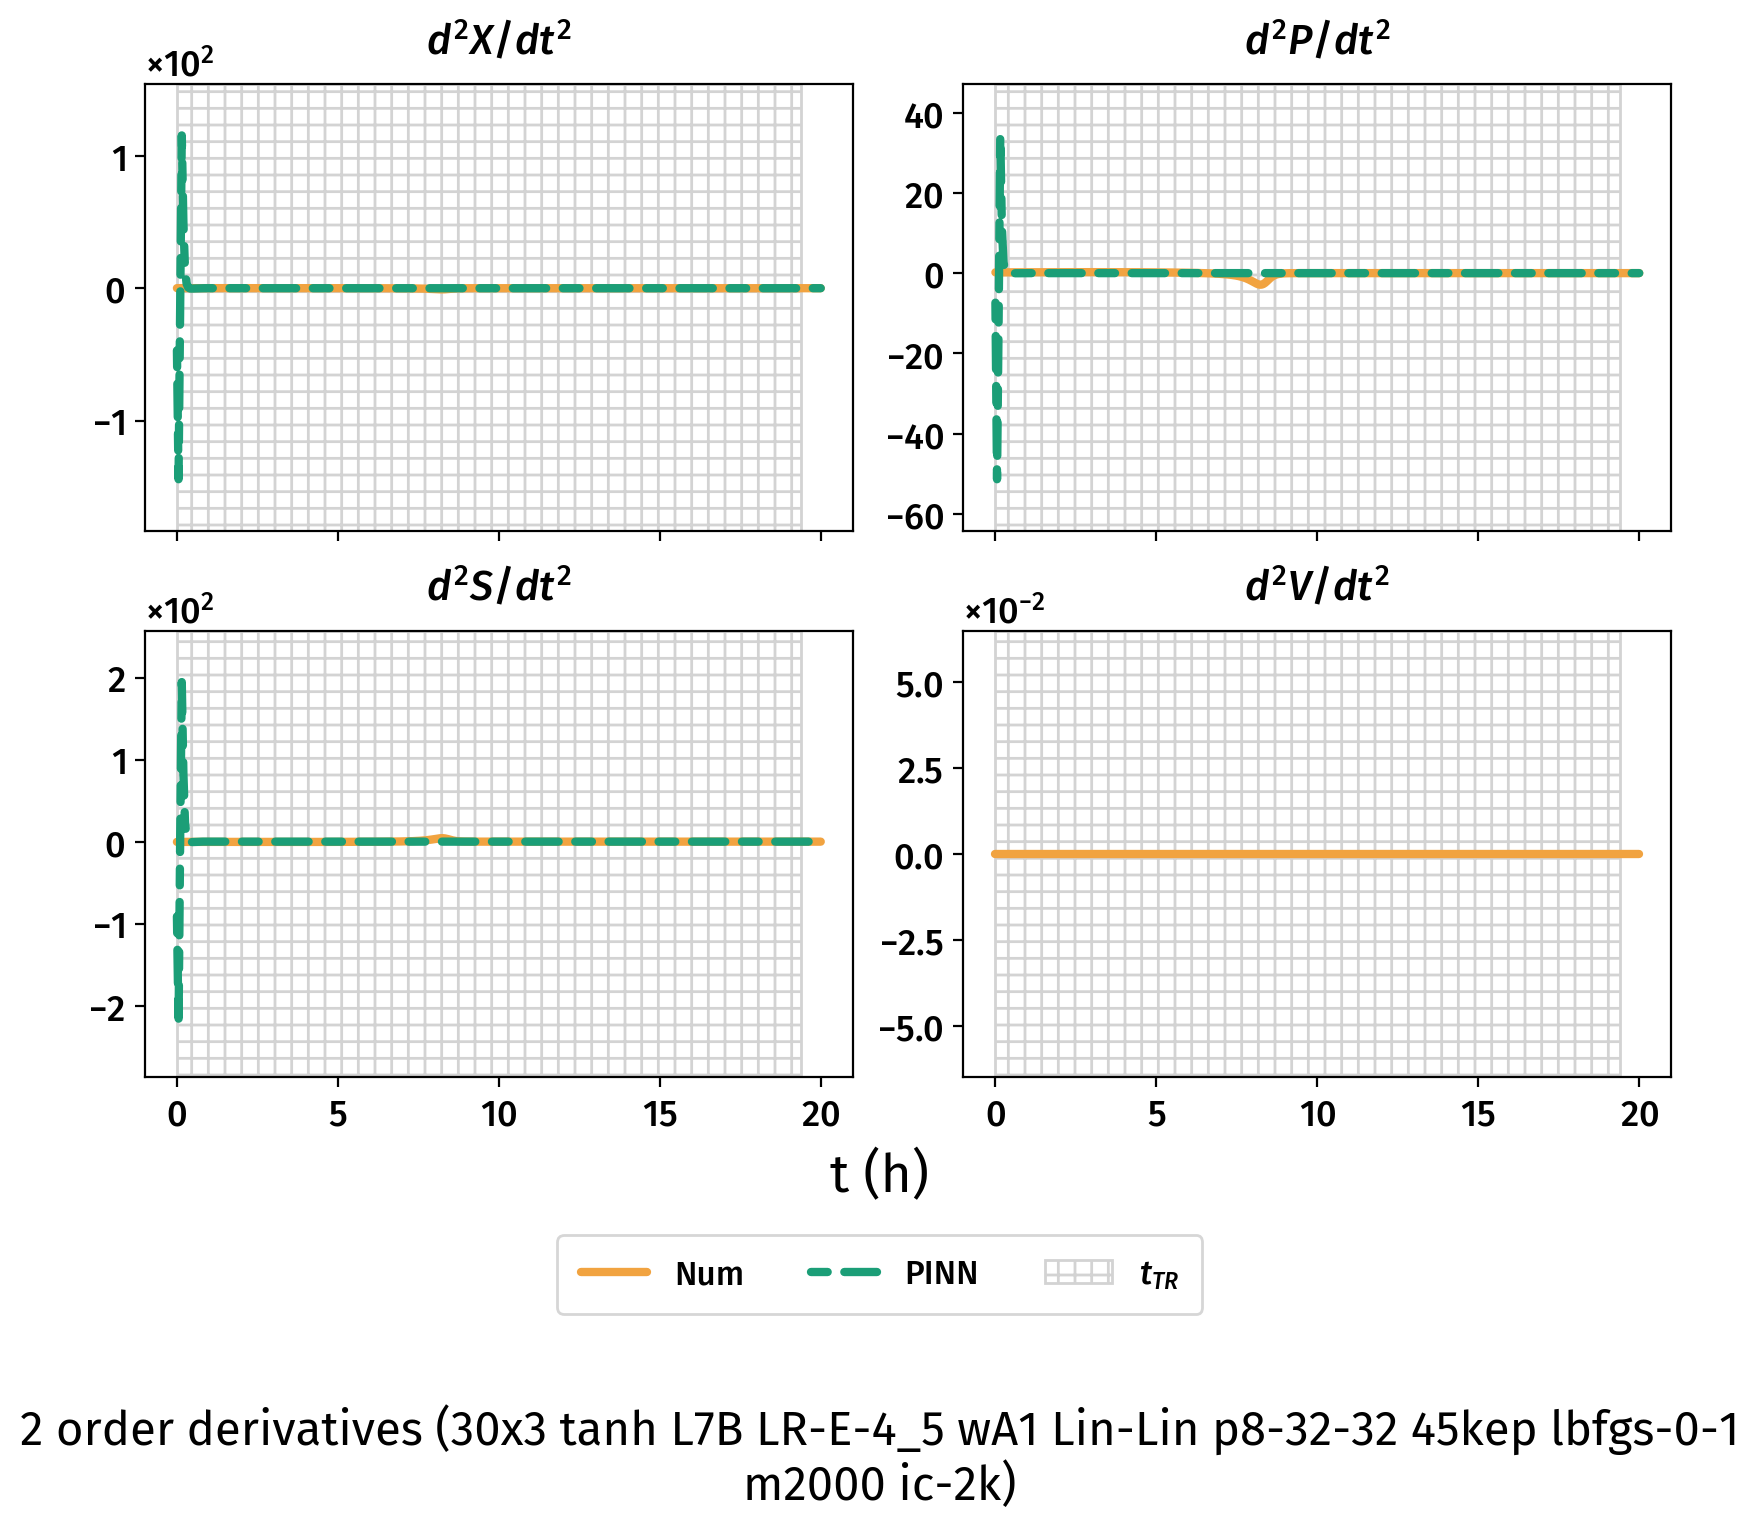 d²X/dt²
×10²
1
0
−1
d²P/dt²
40
20
0
−20
−40
−60
d²S/dt²
×10²
2
1
0
−1
−2
0 5 10 15 20
d²V/dt²
×10⁻²
5.0
2.5
0.0
−2.5
−5.0
0 5 10 15 20
t (h)
Num PINN t_TR
2 order derivatives (30x3 tanh L7B LR-E-4_5 wA1 Lin-Lin p8-32-32 45kep lbfgs-0-1
m2000 ic-2k)